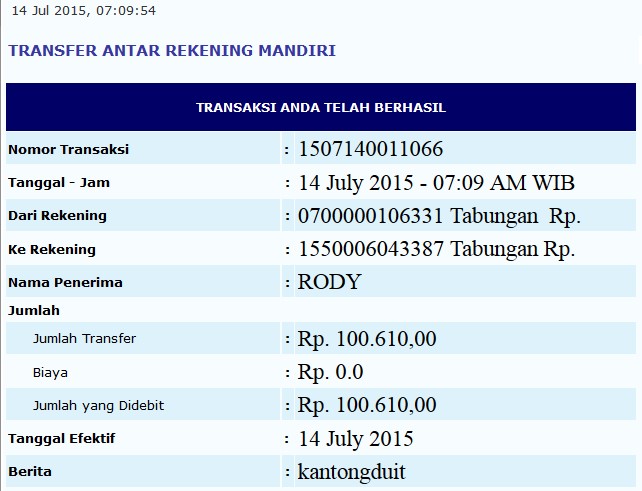 14 Jul 2015, 07:09:54
TRANSFER ANTAR REKENING MANDIRI
TRANSAKSI ANDA TELAH BERHASIL
Nomor Transaksi : 1507140011066
Tanggal - Jam : 14 July 2015 - 07:09 AM WIB
Dari Rekening : 0700000106331 Tabungan Rp.
Ke Rekening : 1550006043387 Tabungan Rp.
Nama Penerima : RODY
Jumlah
Jumlah Transfer : Rp. 100.610,00
Biaya : Rp. 0.0
Jumlah yang Didebit : Rp. 100.610,00
Tanggal Efektif : 14 July 2015
Berita : kantongduit